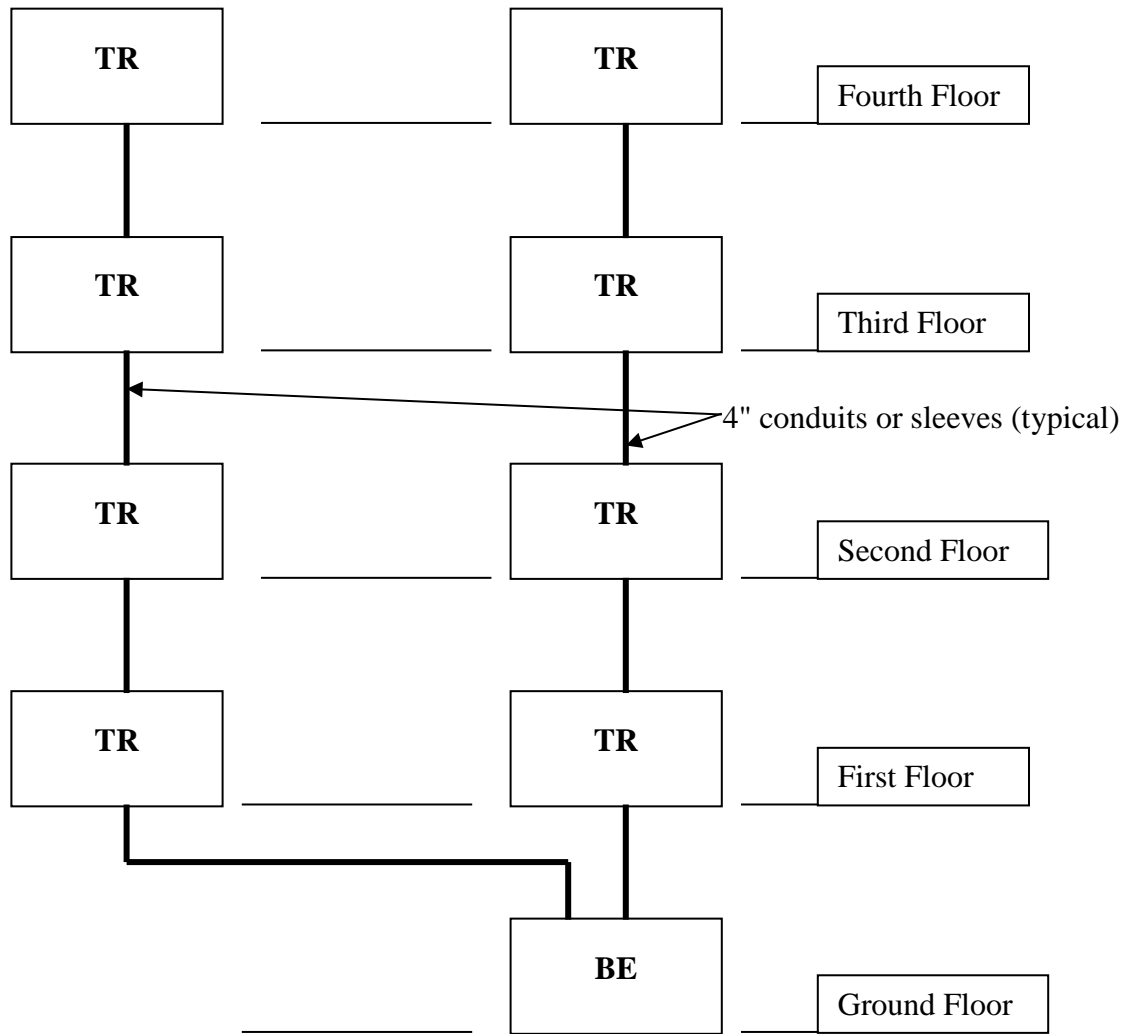 TR
TR
Fourth Floor
TR
TR
Third Floor
4" conduits or sleeves (typical)
TR
TR
Second Floor
TR
TR
First Floor
BE
Ground Floor